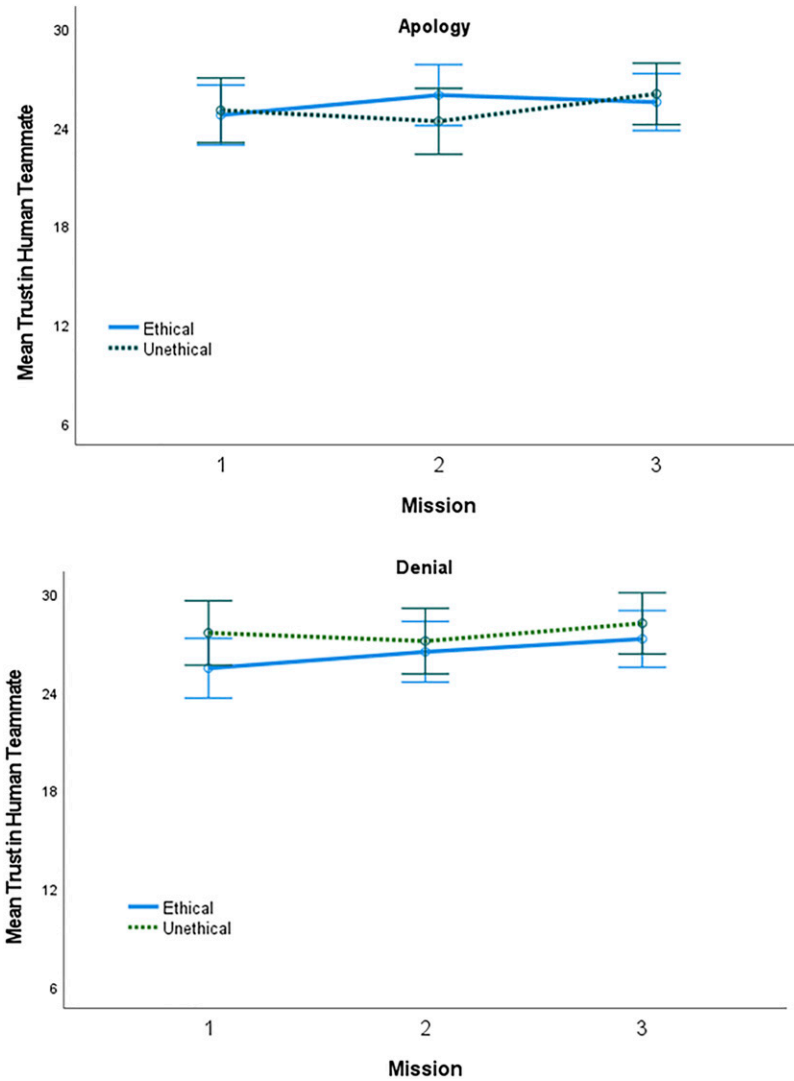 Apology
Mean Trust in Human Teammate
30
24
18
12
6
Ethical
Unethical
1 2 3
Mission
Denial
Mean Trust in Human Teammate
30
24
18
12
6
Ethical
Unethical
1 2 3
Mission